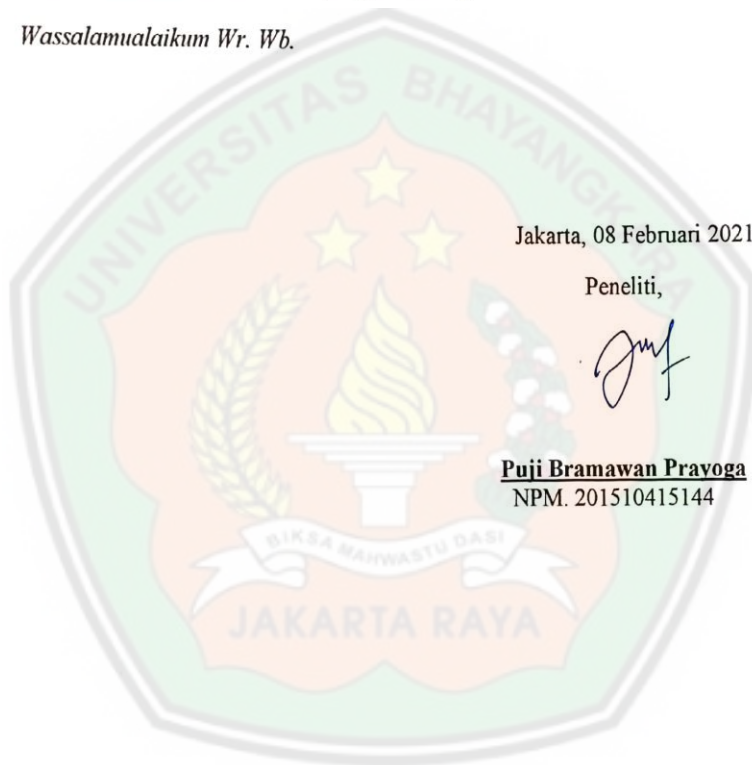 Wassalamualaikum Wr. Wb.
UNIVERSITAS BHAYANGKARA
Jakarta, 08 Februari 2021
Peneliti,
Puji Bramawan Prayoga
NPM. 201510415144
BIKSA MAHWASTU DASI
JAKARTA RAYA